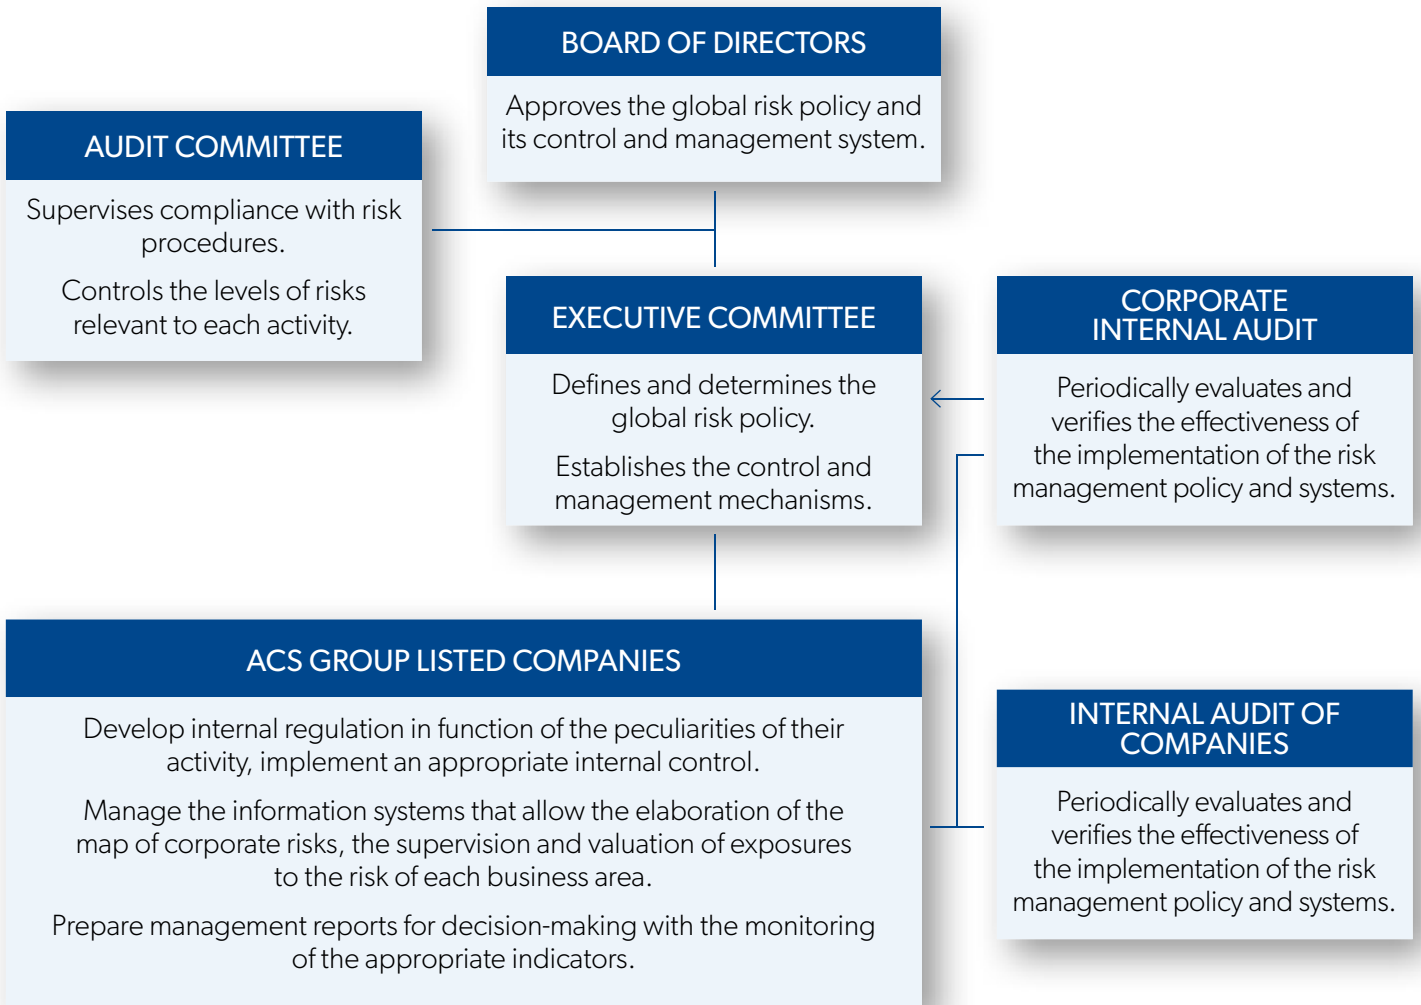 BOARD OF DIRECTORS
Approves the global risk policy and
its control and management system.
AUDIT COMMITTEE
Supervises compliance with risk
procedures.
Controls the levels of risks
relevant to each activity.
EXECUTIVE COMMITTEE
Defines and determines the
global risk policy.
Establishes the control and
management mechanisms.
CORPORATE
INTERNAL AUDIT
Periodically evaluates and
verifies the effectiveness of
the implementation of the risk
management policy and systems.
ACS GROUP LISTED COMPANIES
Develop internal regulation in function of the peculiarities of their
activity, implement an appropriate internal control.
Manage the information systems that allow the elaboration of the
map of corporate risks, the supervision and valuation of exposures
to the risk of each business area.
Prepare management reports for decision-making with the monitoring
of the appropriate indicators.
INTERNAL AUDIT OF
COMPANIES
Periodically evaluates and
verifies the effectiveness of
the implementation of the risk
management policy and systems.